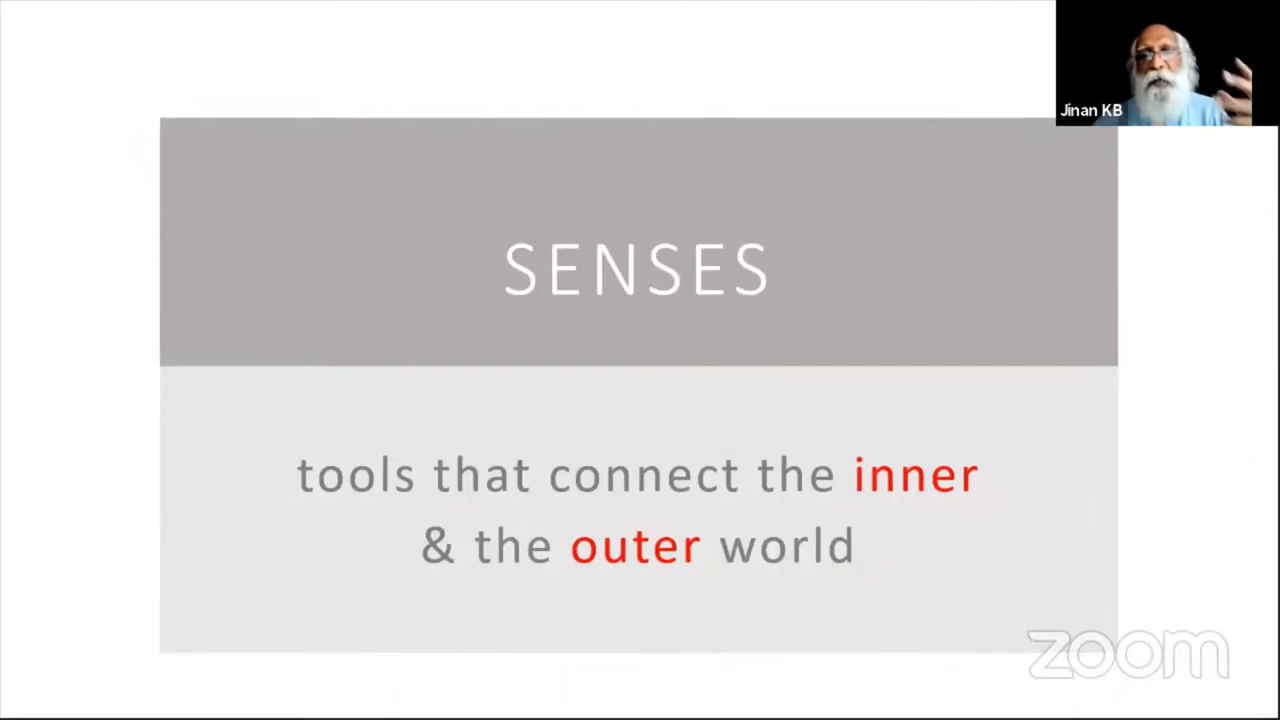 Jinan KB
SENSES
tools that connect the inner
& the outer world
zoom